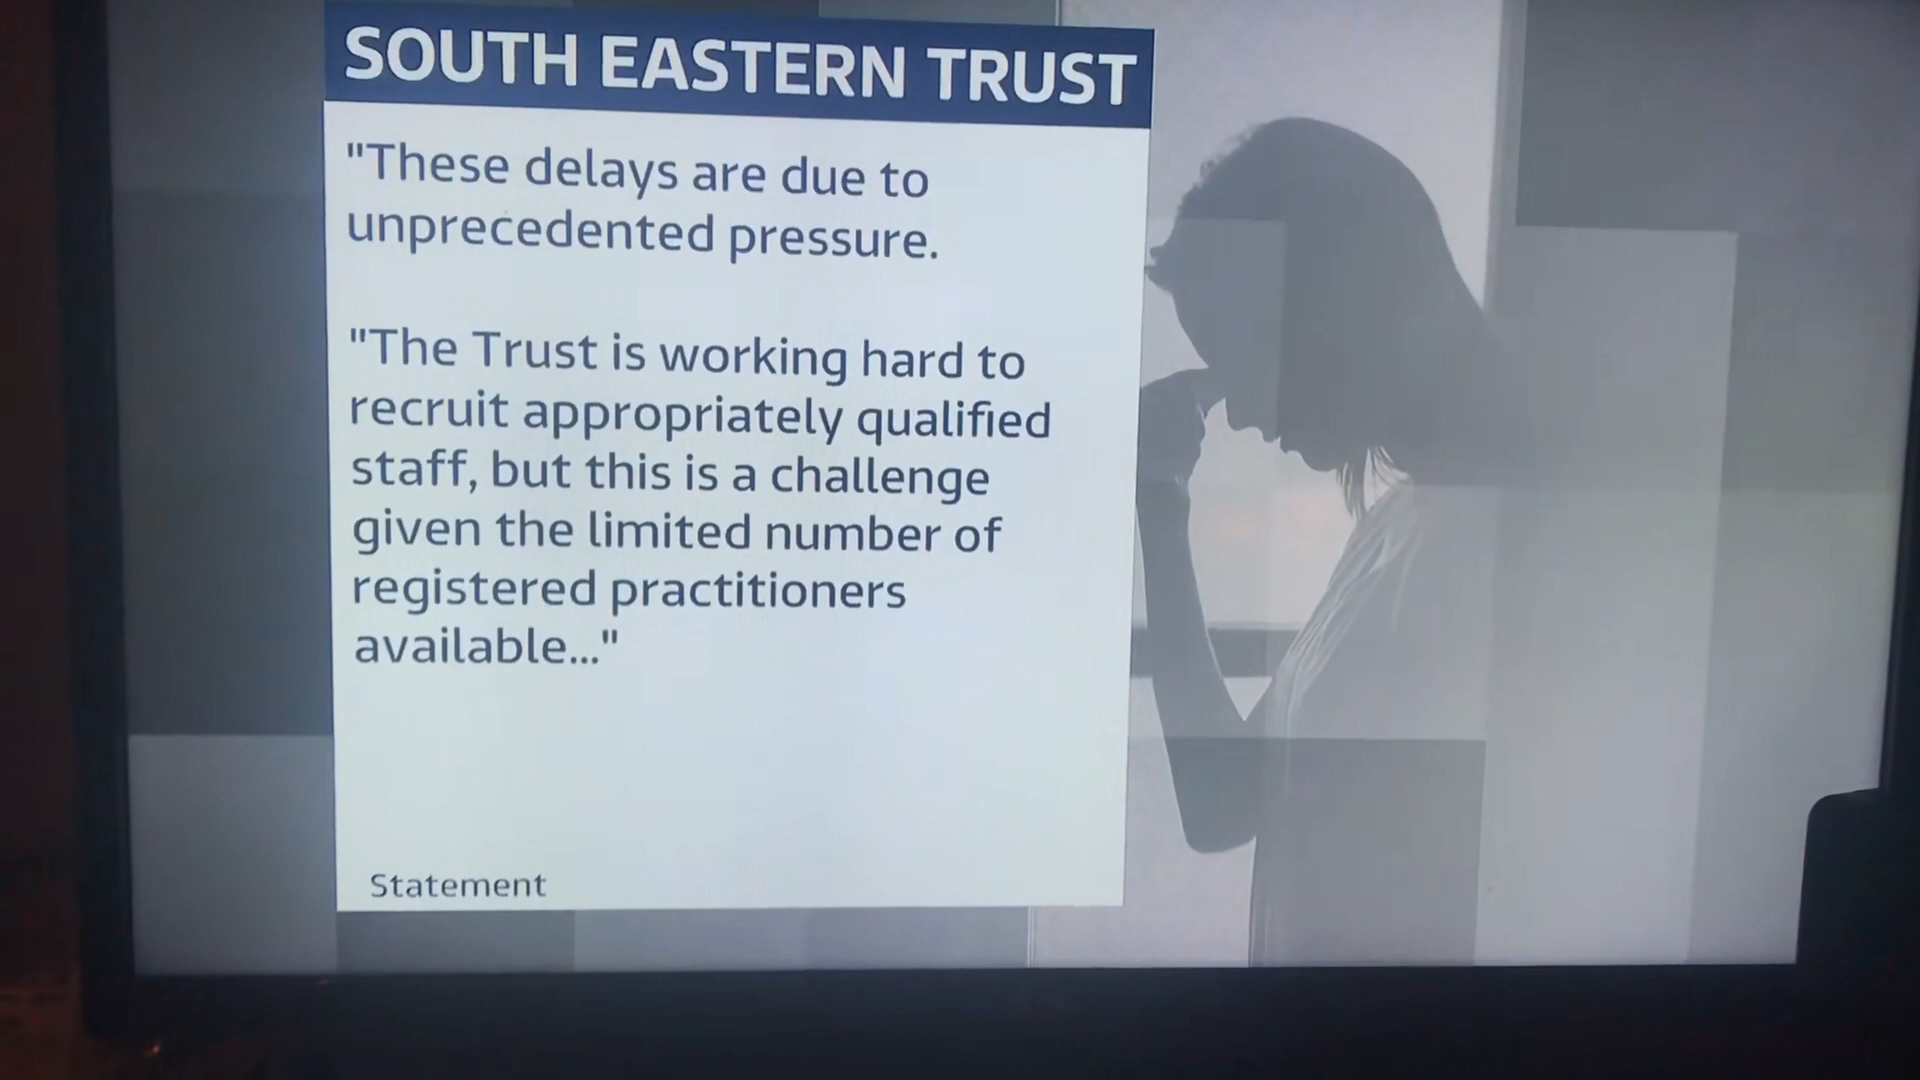 SOUTH EASTERN TRUST
"These delays are due to
unprecedented pressure.
"The Trust is working hard to
recruit appropriately qualified
staff, but this is a challenge
given the limited number of
registered practitioners
available..."
Statement